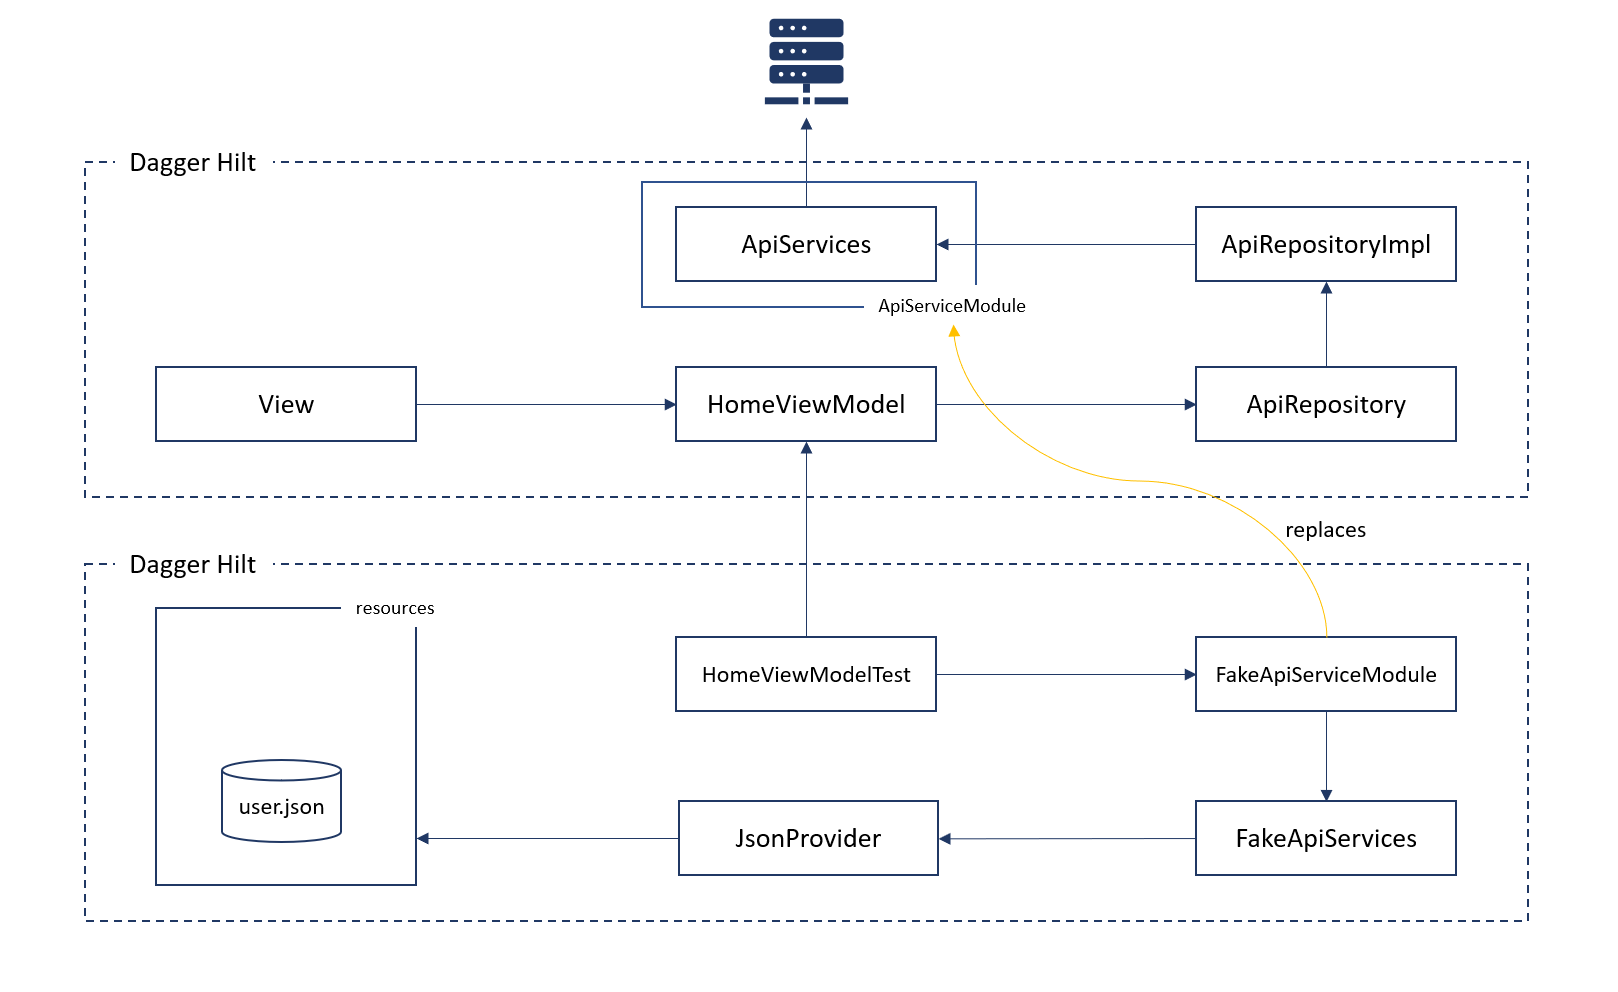 Dagger Hilt
ApiServices
ApiRepositoryImpl
ApiServiceModule
View
HomeViewModel
ApiRepository
replaces
Dagger Hilt
resources
HomeViewModelTest
FakeApiServiceModule
user.json
JsonProvider
FakeApiServices